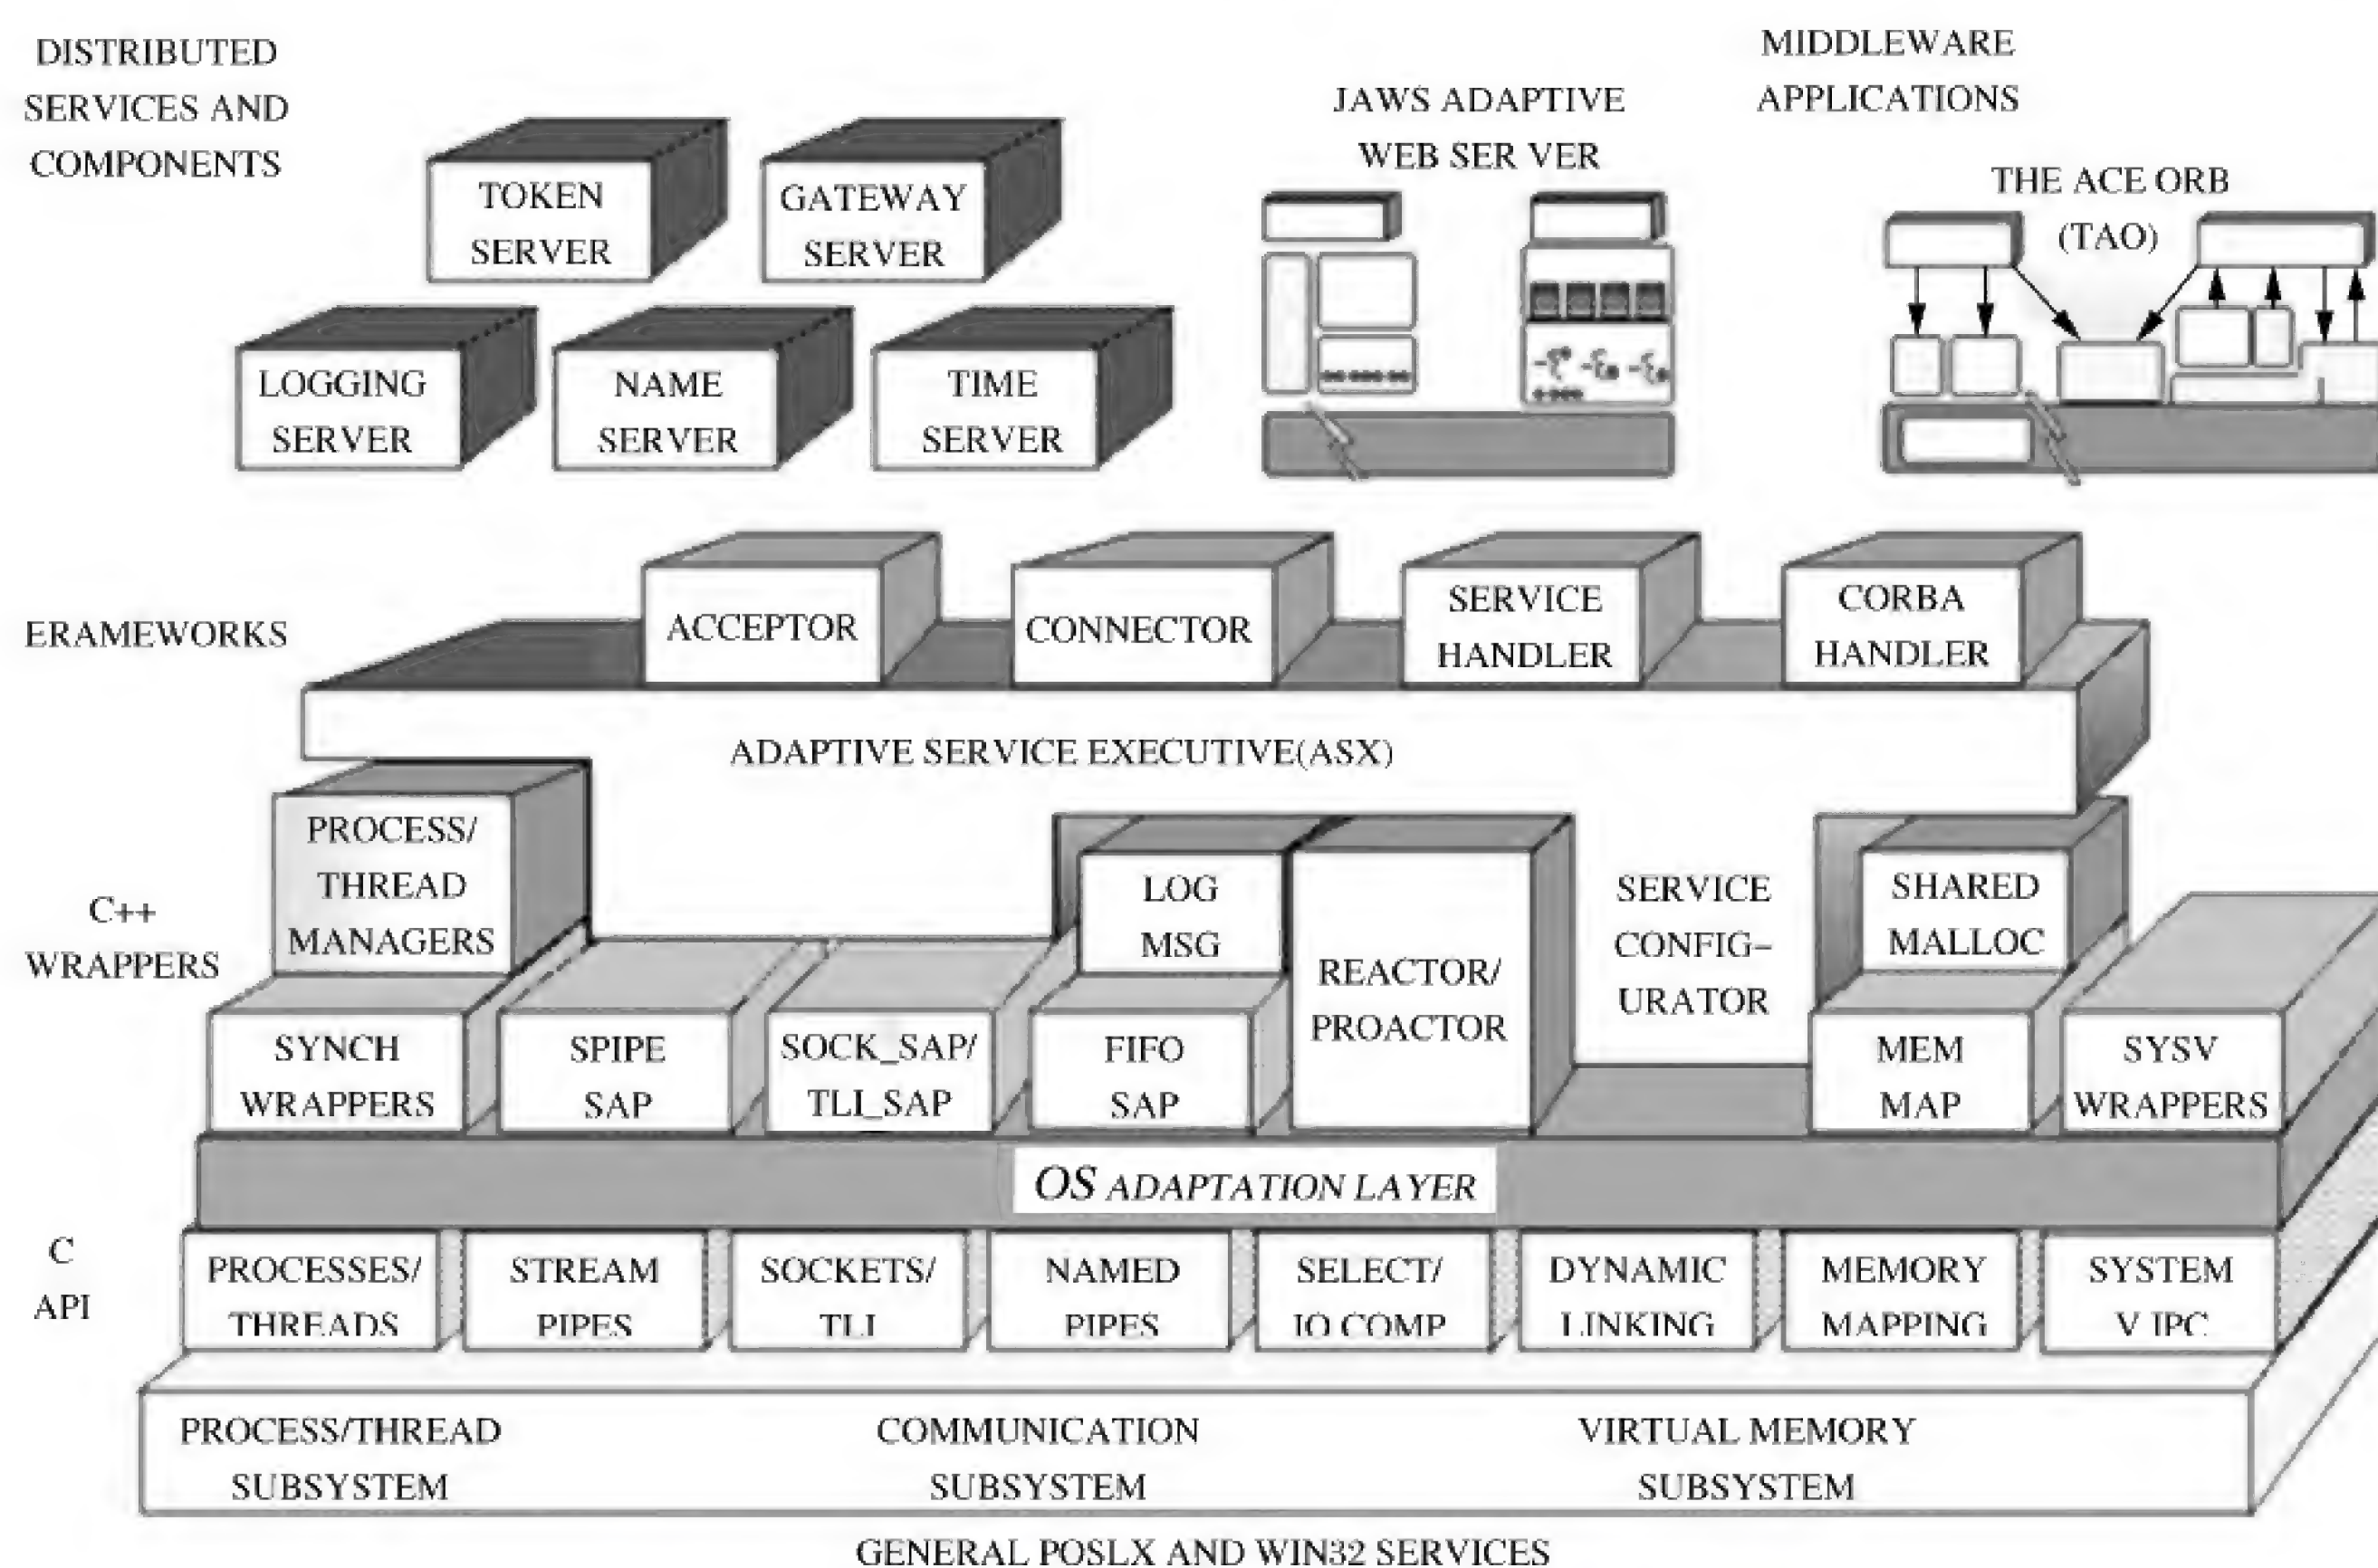 DISTRIBUTED
SERVICES AND
COMPONENTS
TOKEN
SERVER
GATEWAY
SERVER
LOGGING
SERVER
NAME
SERVER
TIME
SERVER
JAWS ADAPTIVE
WEB SER VER
MIDDLEWARE
APPLICATIONS
THE ACE ORB
(TAO)
ERAMEWORKS
ACCEPTOR
CONNECTOR
SERVICE
HANDLER
CORBA
HANDLER
ADAPTIVE SERVICE EXECUTIVE(ASX)
C++
WRAPPERS
PROCESS/
THREAD
MANAGERS
LOG
MSG
REACTOR/
PROACTOR
SERVICE
CONFIG–
URATOR
SHARED
MALLOC
SYNCH
WRAPPERS
SPIPE
SAP
SOCK_SAP/
TLI_SAP
FIFO
SAP
MEM
MAP
SYSV
WRAPPERS
OS ADAPTATION LAYER
C
API
PROCESSES/
THREADS
STREAM
PIPES
SOCKETS/
TLI
NAMED
PIPES
SELECT/
IO COMP
DYNAMIC
LINKING
MEMORY
MAPPING
SYSTEM
V IPC
PROCESS/THREAD
SUBSYSTEM
COMMUNICATION
SUBSYSTEM
VIRTUAL MEMORY
SUBSYSTEM
GENERAL POSLX AND WIN32 SERVICES